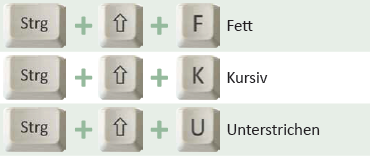 Strg + ⇧ + F Fett
Strg + ⇧ + K Kursiv
Strg + ⇧ + U Unterstrichen